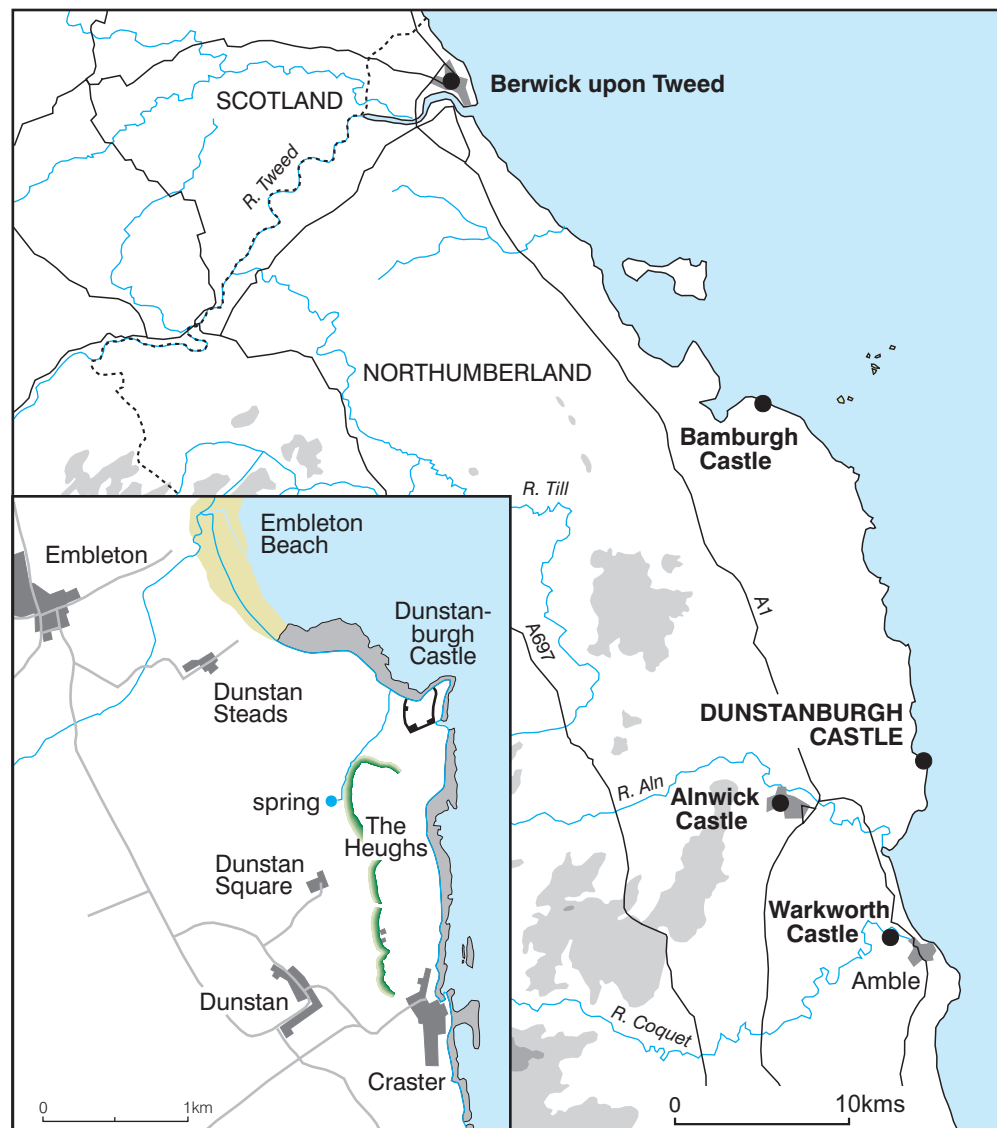 Berwick upon Tweed
SCOTLAND
R. Tweed
NORTHUMBERLAND
Bamburgh
Castle
R. Till
A1
A697
DUNSTANBURGH
CASTLE
R. Aln
Alnwick
Castle
Warkworth
Castle
Amble
R. Coquet
0
10kms
Embleton
Beach
Embleton
Dunstan-
burgh
Castle
Dunstan
Steads
spring
The
Heughs
Dunstan
Square
Dunstan
Craster
0
1km